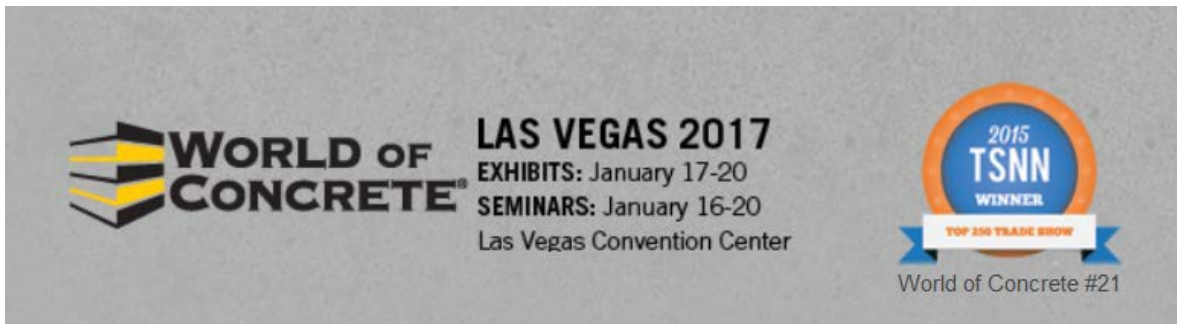 WORLD OF
CONCRETE®
LAS VEGAS 2017
EXHIBITS: January 17-20
SEMINARS: January 16-20
Las Vegas Convention Center
2015
TSNN
WINNER
TOP 250 TRADE SHOW
World of Concrete #21